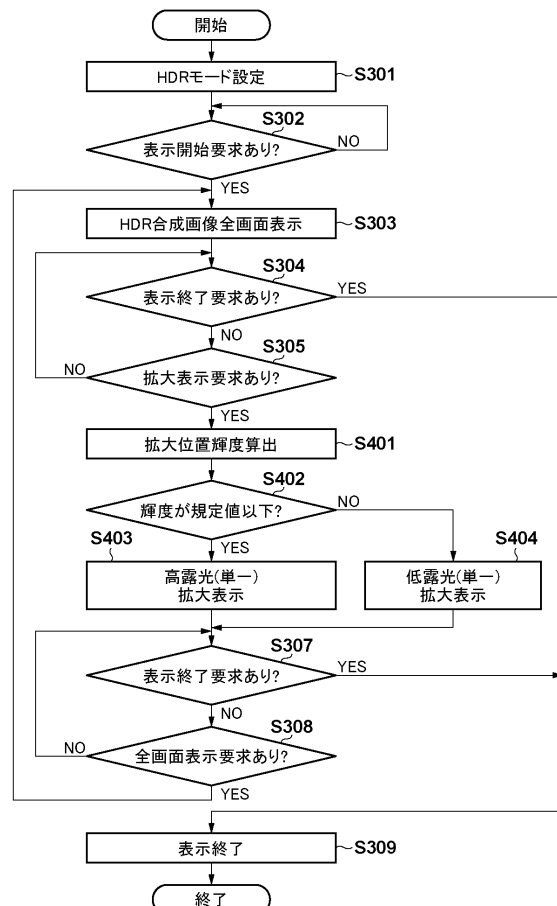 開始
HDRモード設定
S301
S302
表示開始要求あり?
NO
YES
HDR合成画像全画面表示
S303
S304
表示終了要求あり?
YES
NO
S305
拡大表示要求あり?
NO
YES
拡大位置輝度算出
S401
S402
輝度が規定値以下?
NO
YES
S403
高露光(単一)
拡大表示
S404
低露光(単一)
拡大表示
S307
表示終了要求あり?
YES
NO
S308
全画面表示要求あり?
NO
YES
表示終了
S309
終了